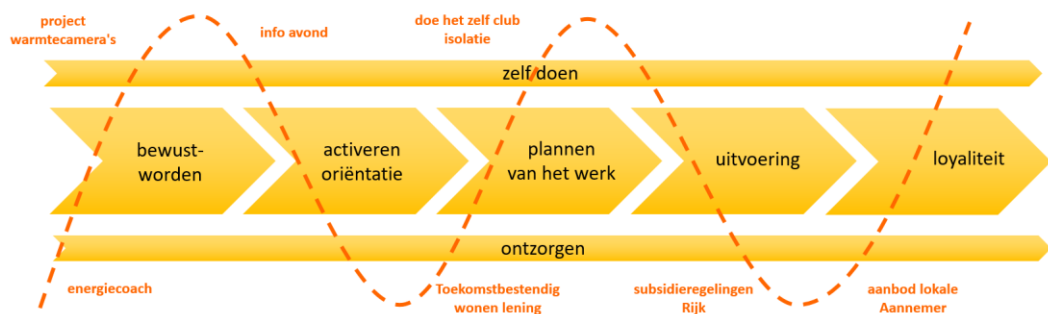 project
warmtecamera's
info avond
doe het zelf club
isolatie
zelf doen
bewust-
worden
activeren
oriëntatie
plannen
van het werk
uitvoering
loyaliteit
ontzorgen
energiecoach
Toekomstbestendig
wonen lening
subsidieregelingen
Rijk
aanbod lokale
Aannemer